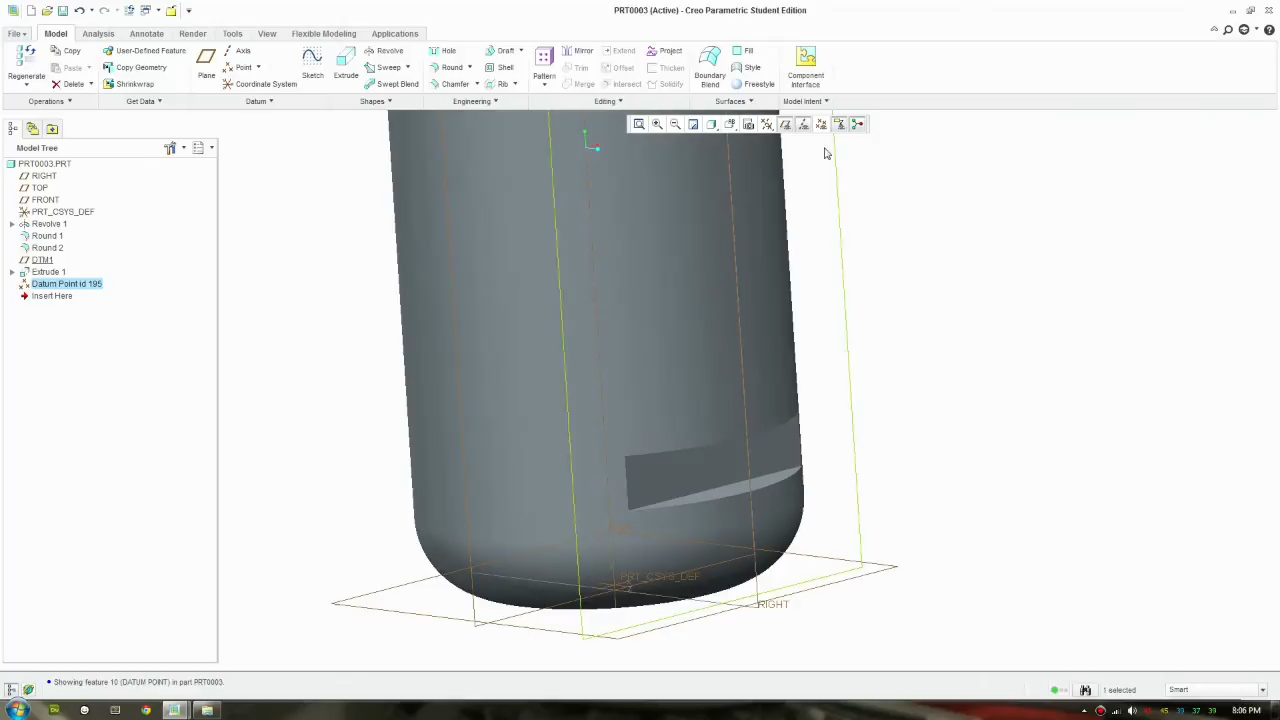 PRT0003 (Active) - Creo Parametric Student Edition
File
Model
Analysis
Annotate
Render
Tools
View
Flexible Modeling
Applications
Regenerate
Copy
Paste
Delete
User-Defined Feature
Copy Geometry
Shrinkwrap
Plane
Axis
Point
Coordinate System
Sketch
Extrude
Revolve
Sweep
Swept Blend
Hole
Round
Chamfer
Draft
Shell
Rib
Pattern
Mirror
Trim
Merge
Extend
Offset
Intersect
Project
Thicken
Solidify
Boundary
Blend
Fill
Style
Freestyle
Component
Interface
Operations
Get Data
Datum
Shapes
Engineering
Editing
Surfaces
Model Intent
Model Tree
PRT0003.PRT
RIGHT
TOP
FRONT
PRT_CSYS_DEF
Revolve 1
Round 1
Round 2
DTM1
Extrude 1
Datum Point id 195
Insert Here
PRT_CSYS_DEF
RIGHT
Showing feature 10 (DATUM POINT) in part PRT0003.
1 selected
Smart
39 37 39
8:06 PM